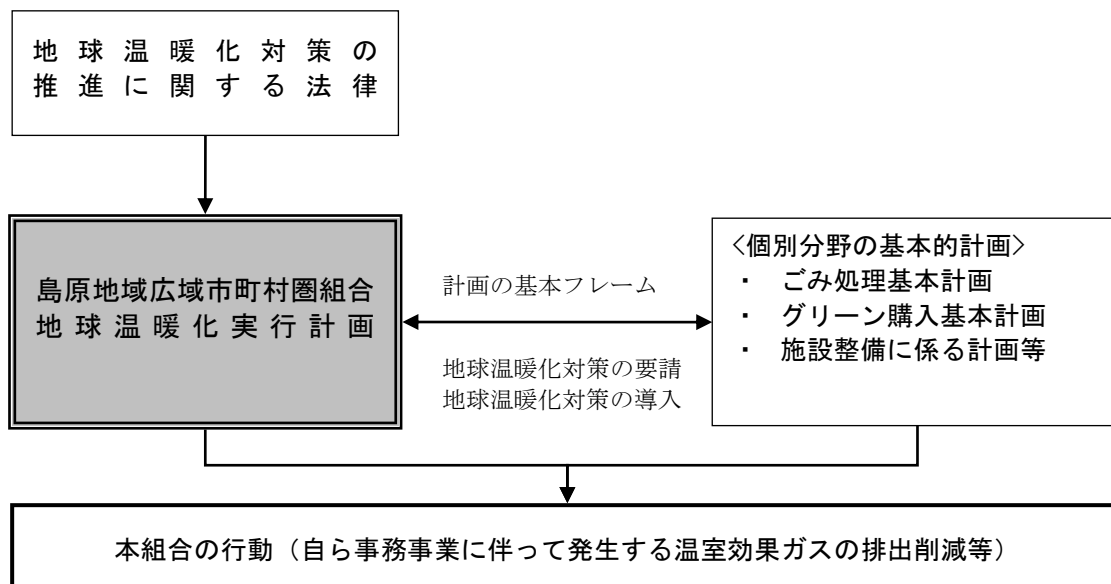 地球温暖化対策の
推進に関する法律
島原地域広域市町村圏組合
地球温暖化実行計画
計画の基本フレーム
地球温暖化対策の要請
地球温暖化対策の導入
<個別分野の基本的計画>
・ ごみ処理基本計画
・ グリーン購入基本計画
・ 施設整備に係る計画等
本組合の行動（自ら事務事業に伴って発生する温室効果ガスの排出削減等）